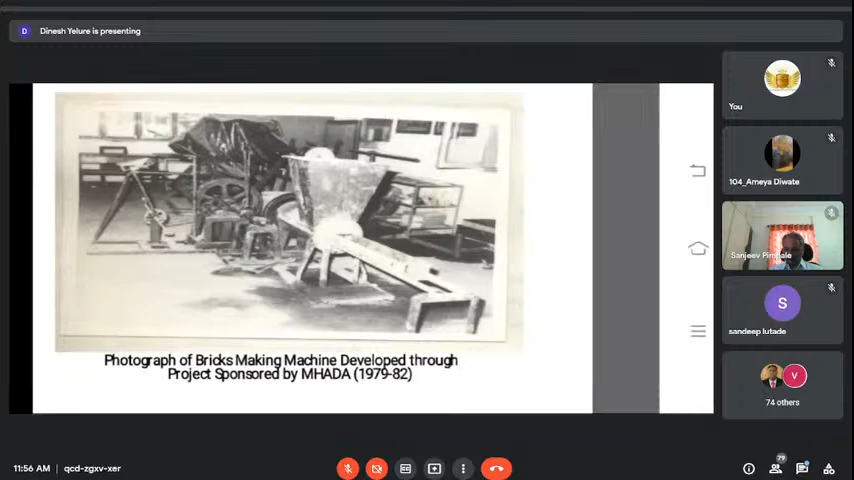 D Dinesh Yelure is presenting
You
104_Ameya Diwate
Sanjeev Pimpale
S
sandeep lutade
V
74 others
Photograph of Bricks Making Machine Developed through
Project Sponsored by MHADA (1979-82)
11:56 AM | qcd-zgxv-xer
79